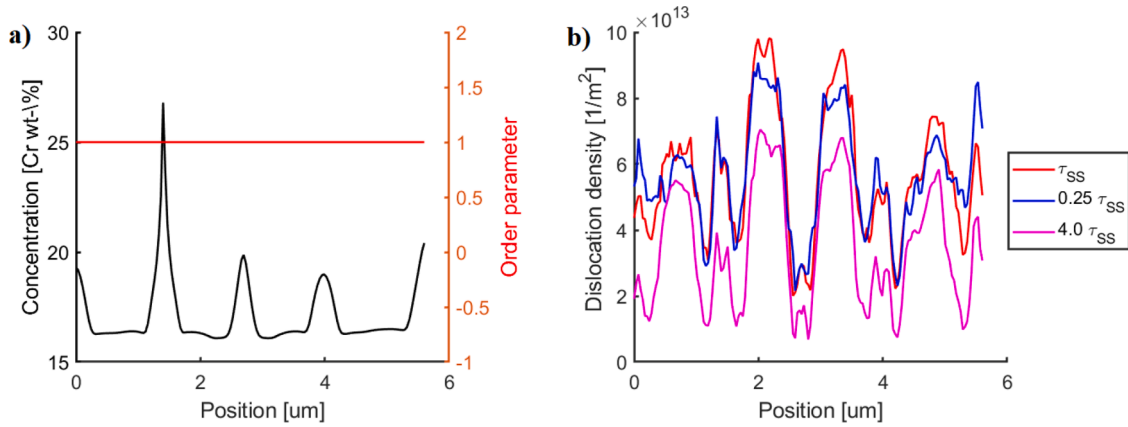 a)
30
25
20
15
Concentration [Cr wt-\%]
0
2
4
6
Position [um]
2
1.5
1
0.5
0
-0.5
-1
Order parameter
b)
× 10^13
10
8
6
4
2
0
Dislocation density [1/m²]
0
2
4
6
Position [um]
τSS
0.25 τSS
4.0 τSS